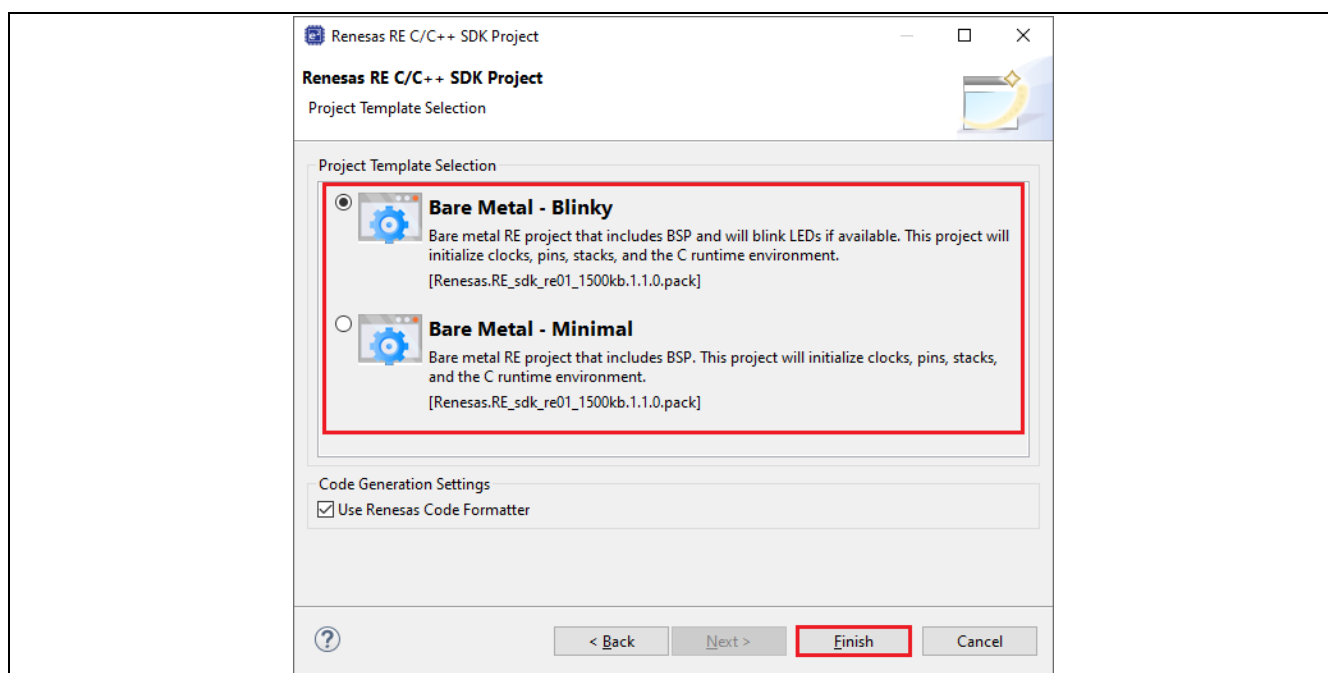 Renesas RE C/C++ SDK Project
Renesas RE C/C++ SDK Project
Project Template Selection
Project Template Selection
Bare Metal - Blinky
Bare metal RE project that includes BSP and will blink LEDs if available. This project will
initialize clocks, pins, stacks, and the C runtime environment.
[Renesas.RE_sdk_re01_1500kb.1.1.0.pack]
Bare Metal - Minimal
Bare metal RE project that includes BSP. This project will initialize clocks, pins, stacks,
and the C runtime environment.
[Renesas.RE_sdk_re01_1500kb.1.1.0.pack]
Code Generation Settings
Use Renesas Code Formatter
? < Back Next > Finish Cancel